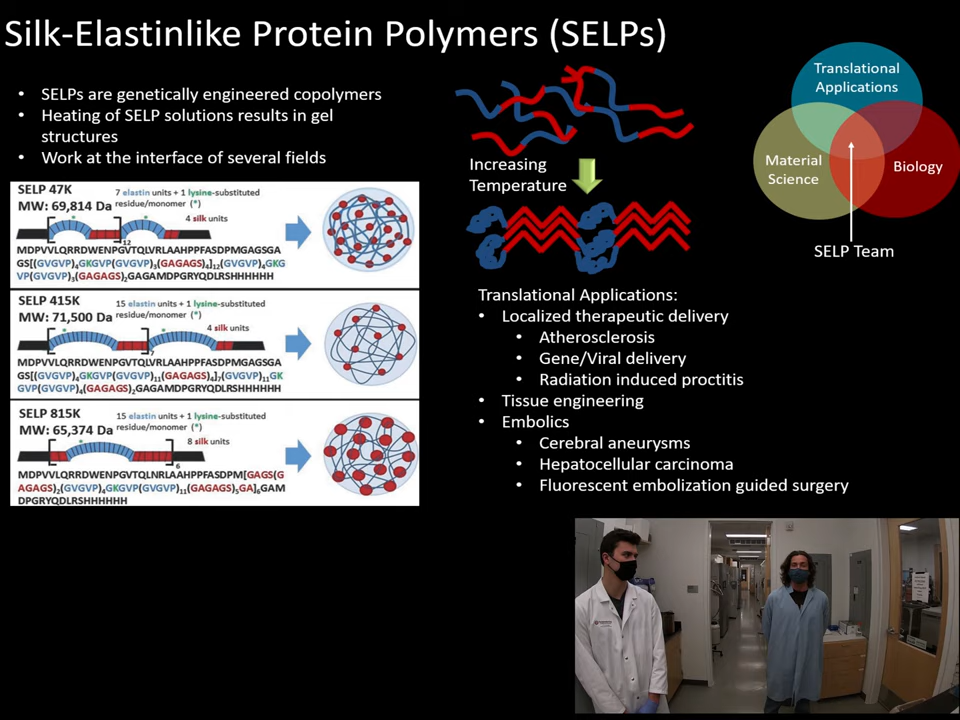 Silk-Elastinlike Protein Polymers (SELPs)
• SELPs are genetically engineered copolymers
• Heating of SELP solutions results in gel
structures
• Work at the interface of several fields
SELP 47K
MW: 69,814 Da
7 elastin units + 1 lysine-substituted
residue/monomer (*)
4 silk units
*
*
12
MDPVVLQRRDWENPGVTQLVRLAAHPPFASDPMGAGSGA
GS[(GVGVP)4GKGVP(GVGVP)3(GAGAGS)4]12(GVGVP)4GKG
VP(GVGVP)3(GAGAGS)2GAGAMDPGRYQDLRSHHHHHH
SELP 415K
MW: 71,500 Da
15 elastin units + 1 lysine-substituted
residue/monomer (*)
4 silk units
*
*
7
MDPVVLQRRDWENPGVTQLVRLAAHPPFASDPMGAGSGA
GS[(GVGVP)4GKGVP(GVGVP)11(GAGAGS)4]7(GVGVP)11GK
GVP(GVGVP)4(GAGAGS)2GAGAMDPGRYQDLRSHHHHHH
SELP 815K
MW: 65,374 Da
15 elastin units + 1 lysine-substituted
residue/monomer (*)
8 silk units
*
6
MDPVVLQRRDWENPGVTQLNRLAAHPPFASDPM[GAGS(G
AGAGS)2(GVGVP)4GKGVP(GVGVP)11(GAGAGS)5GA]6GAM
DPGRYQDLRSHHHHHH
Increasing
Temperature
Translational
Applications
Material
Science
Biology
SELP Team
Translational Applications:
• Localized therapeutic delivery
• Atherosclerosis
• Gene/Viral delivery
• Radiation induced proctitis
• Tissue engineering
• Embolics
• Cerebral aneurysms
• Hepatocellular carcinoma
• Fluorescent embolization guided surgery